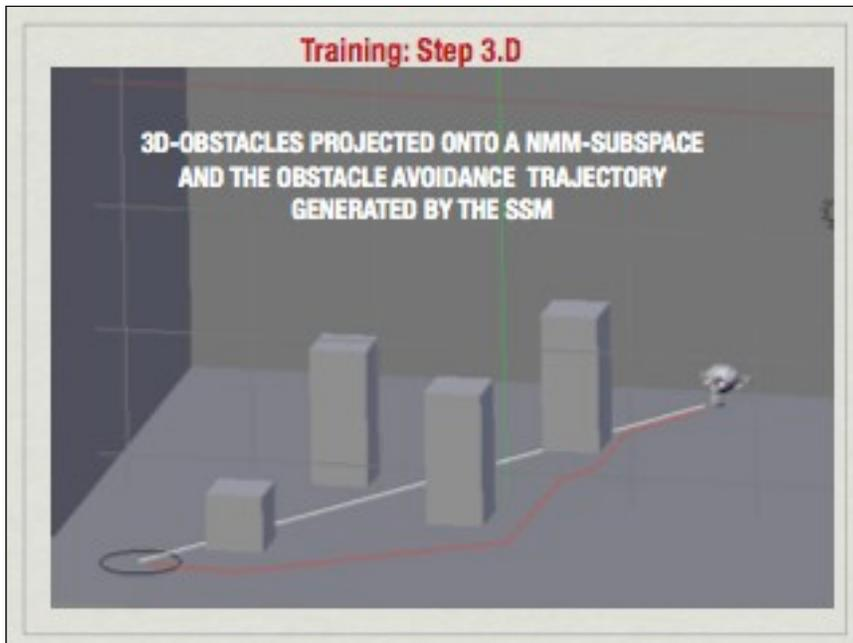 Training: Step 3.D
3D-OBSTACLES PROJECTED ONTO A NMM-SUBSPACE
AND THE OBSTACLE AVOIDANCE TRAJECTORY
GENERATED BY THE SSM